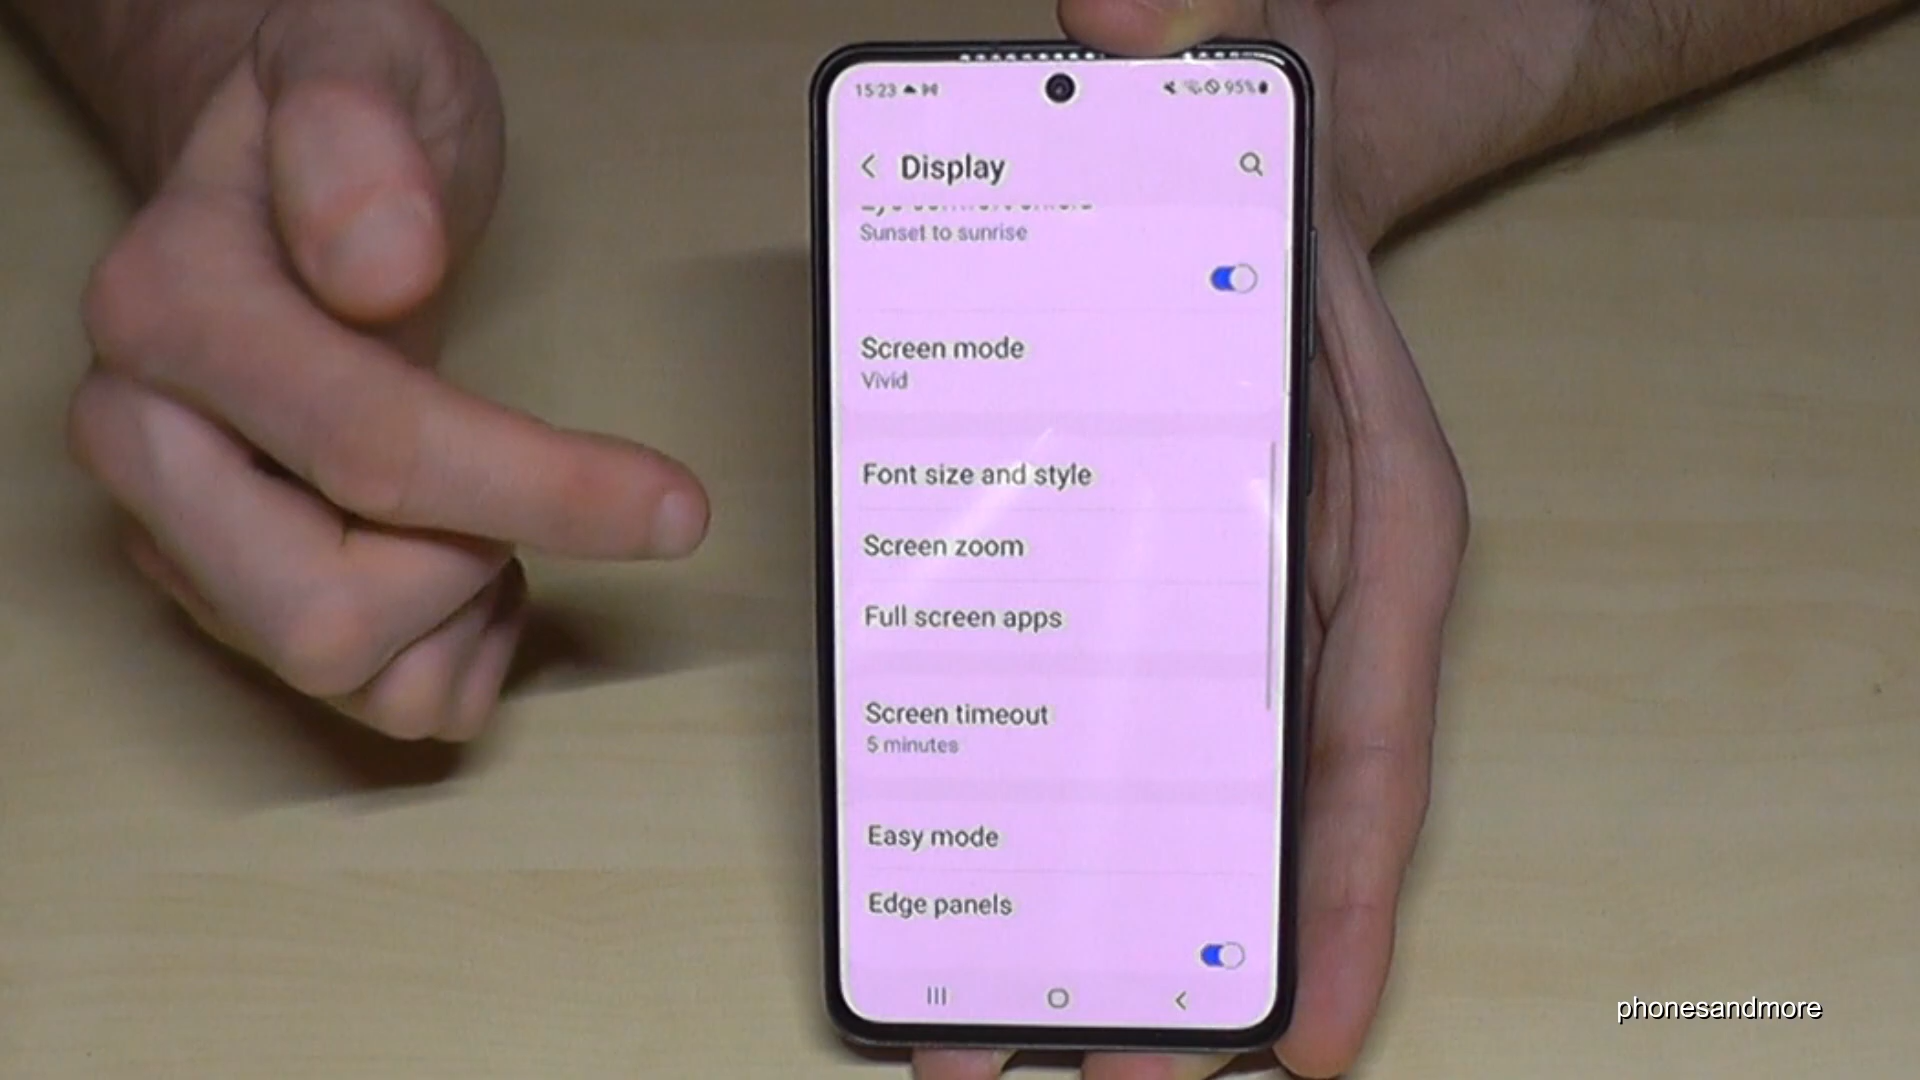 15:23
95%
Display
Sunset to sunrise
Screen mode
Vivid
Font size and style
Screen zoom
Full screen apps
Screen timeout
5 minutes
Easy mode
Edge panels
phonesandmore